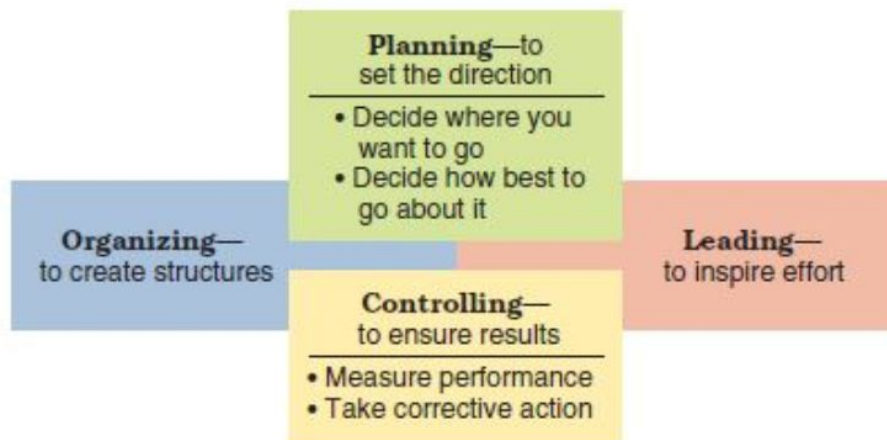 Planning—to
set the direction
• Decide where you
want to go
• Decide how best to
go about it
Organizing—
to create structures
Leading—
to inspire effort
Controlling—
to ensure results
• Measure performance
• Take corrective action